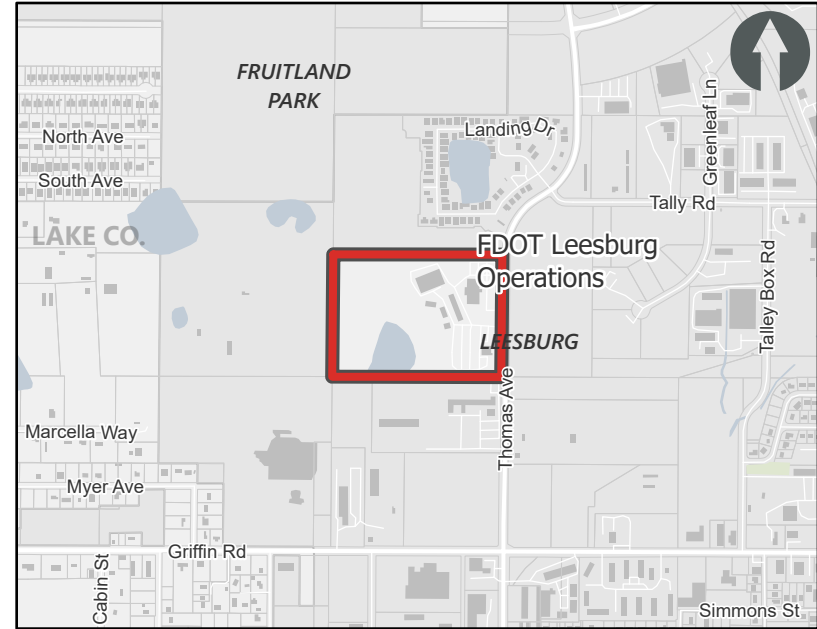 FRUITLAND
PARK
North Ave
South Ave
Landing Dr
Greenleaf Ln
Tally Rd
LAKE CO.
FDOT Leesburg
Operations
Talley Box Rd
LEESBURG
Thomas Ave
Marcella Way
Myer Ave
Griffin Rd
Cabin St
Simmons St